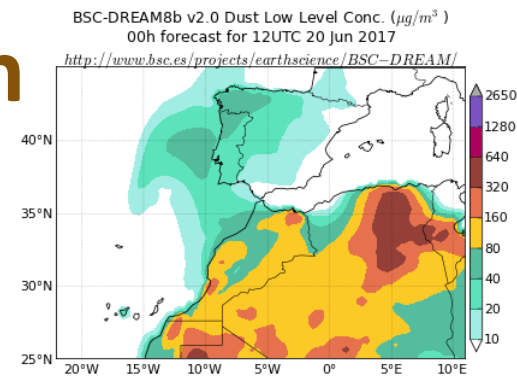 BSC-DREAM8b v2.0 Dust Low Level Conc. (μg/m³ )
00h forecast for 12UTC 20 Jun 2017
n
http://www.bsc.es/projects/earthscience/BSC−DREAM/
2650
1280
640
320
160
80
40
20
10
40°N
35°N
30°N
25°N
20°W 15°W 10°W 5°W 0° 5°E 10°E